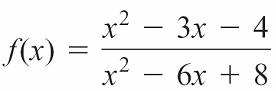 f(x) = (x² − 3x − 4) / (x² − 6x + 8)